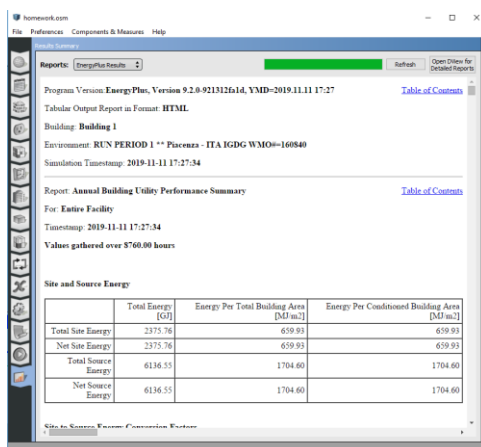 homework.osm
File Preferences Components & Measures Help
Results Summary
Reports: EnergyPlus Results Refresh Open DView for
Detailed Reports
Program Version:EnergyPlus, Version 9.2.0-921312fa1d, YMD=2019.11.11 17:27 Table of Contents
Tabular Output Report in Format: HTML
Building: Building 1
Environment: RUN PERIOD 1 ** Piacenza - ITA IGDG WMO#=160840
Simulation Timestamp: 2019-11-11 17:27:34
Report: Annual Building Utility Performance Summary Table of Contents
For: Entire Facility
Timestamp: 2019-11-11 17:27:34
Values gathered over 8760.00 hours
Site and Source Energy
Total Energy [GJ] Energy Per Total Building Area [MJ/m2] Energy Per Conditioned Building Area [MJ/m2]
Total Site Energy 2375.76 659.93 659.93
Net Site Energy 2375.76 659.93 659.93
Total Source Energy 6136.55 1704.60 1704.60
Net Source Energy 6136.55 1704.60 1704.60
Site to Source Energy Conversion Factors